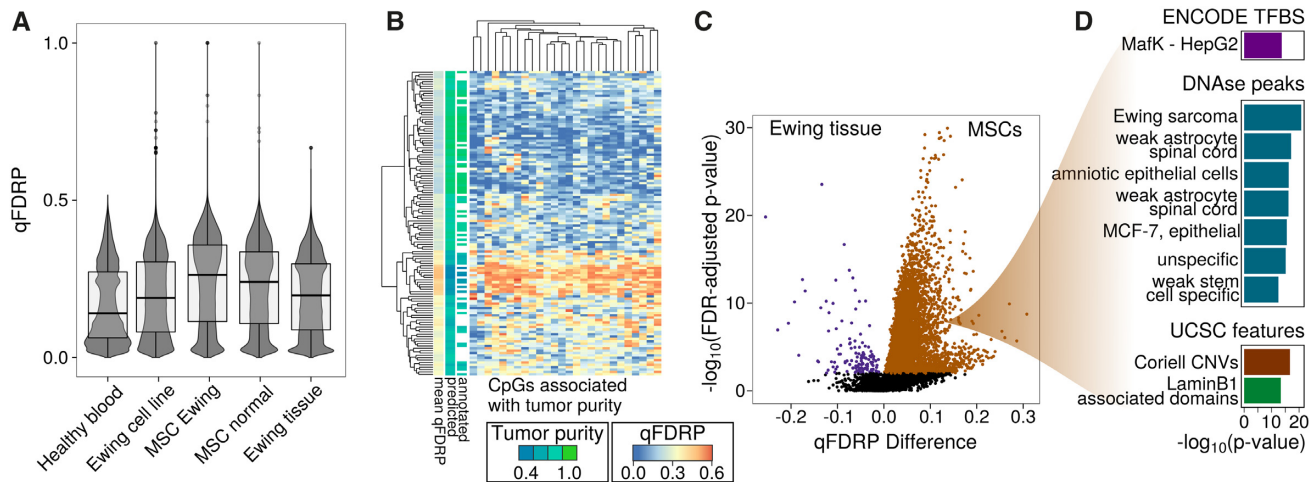 A
qFDRP
1.0
0.5
0.0
Healthy blood
Ewing cell line
MSC Ewing
MSC normal
Ewing tissue
B
mean qFDRP
predicted
annotated
CpGs associated
with tumor purity
Tumor purity
0.4 1.0
qFDRP
0.0 0.3 0.6
C
-log10(FDR-adjusted p-value)
30
20
10
0
Ewing tissue MSCs
-0.2 -0.1 0.0 0.1 0.2 0.3
qFDRP Difference
D
ENCODE TFBS
MafK - HepG2
DNAse peaks
Ewing sarcoma
weak astrocyte
spinal cord
amniotic epithelial cells
weak astrocyte
spinal cord
MCF-7, epithelial
unspecific
weak stem
cell specific
UCSC features
Coriell CNVs
LaminB1
associated domains
0 10 20
-log10(p-value)